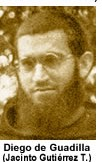 Diego de Guadilla
(Jacinto Gutiérrez T.)